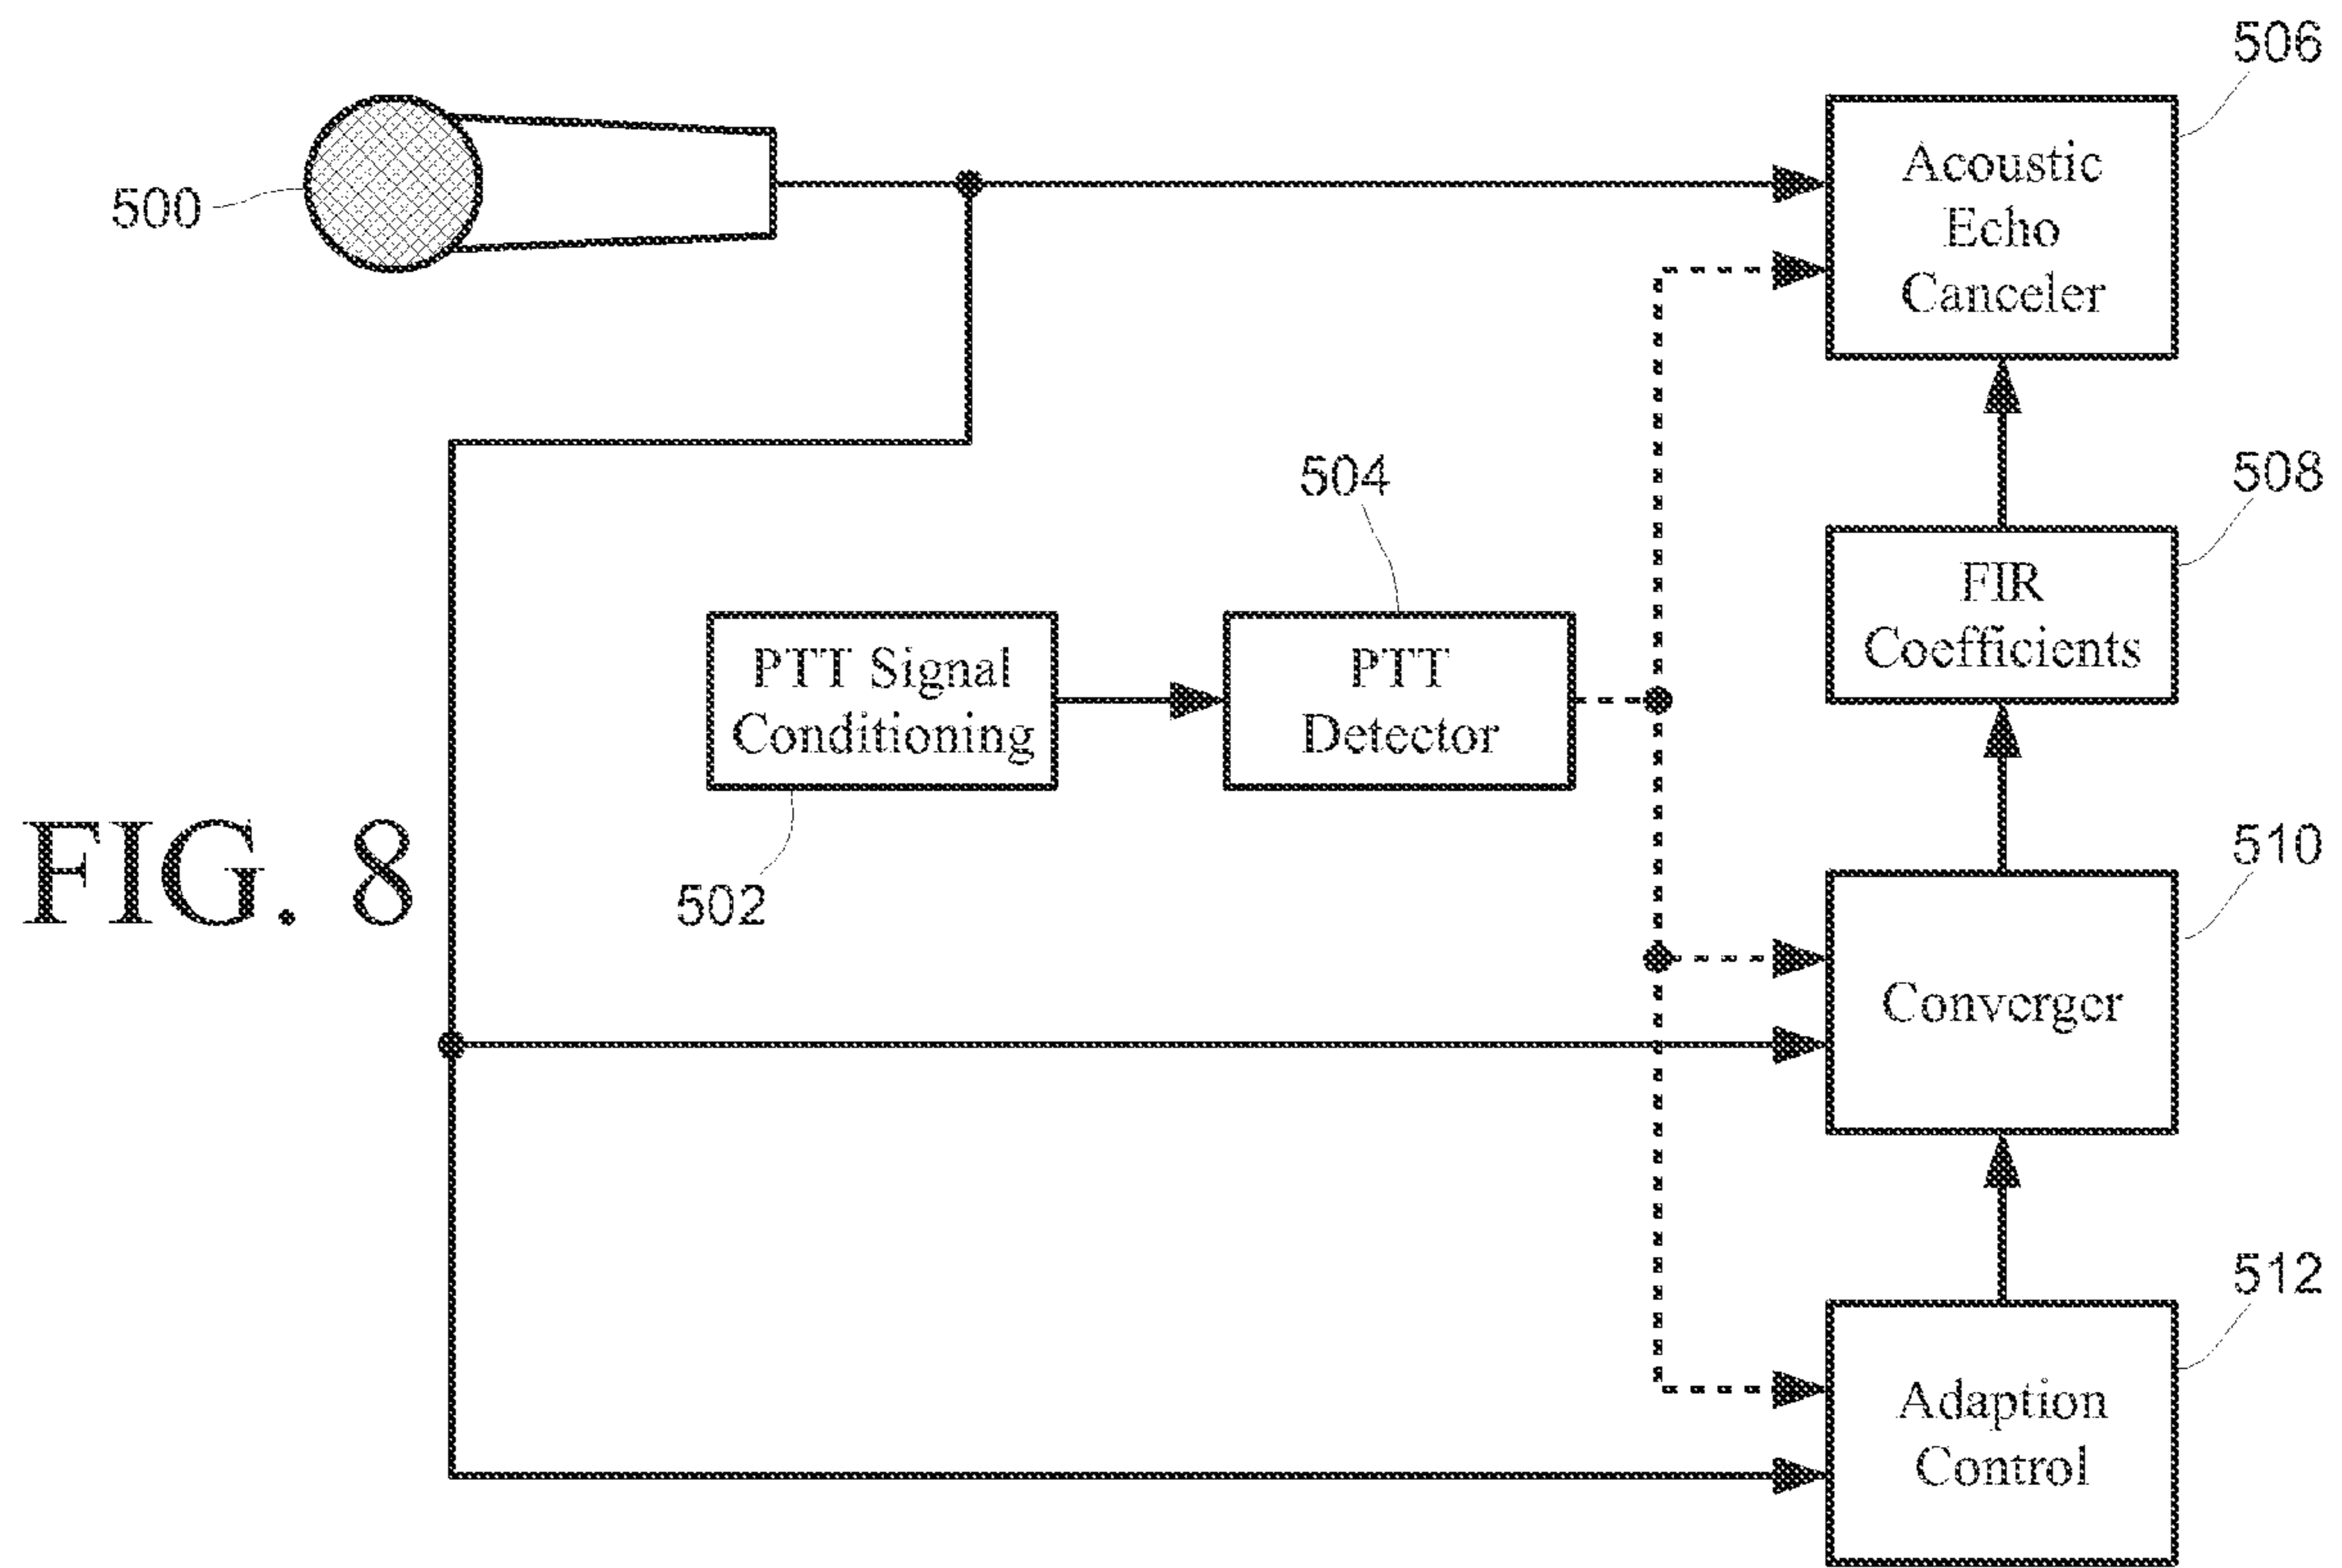 506
Acoustic
Echo
Canceler
500
504
508
FIR
Coefficients
PTT Signal
Conditioning
PTT
Detector
FIG. 8
502
510
Converger
512
Adaption
Control